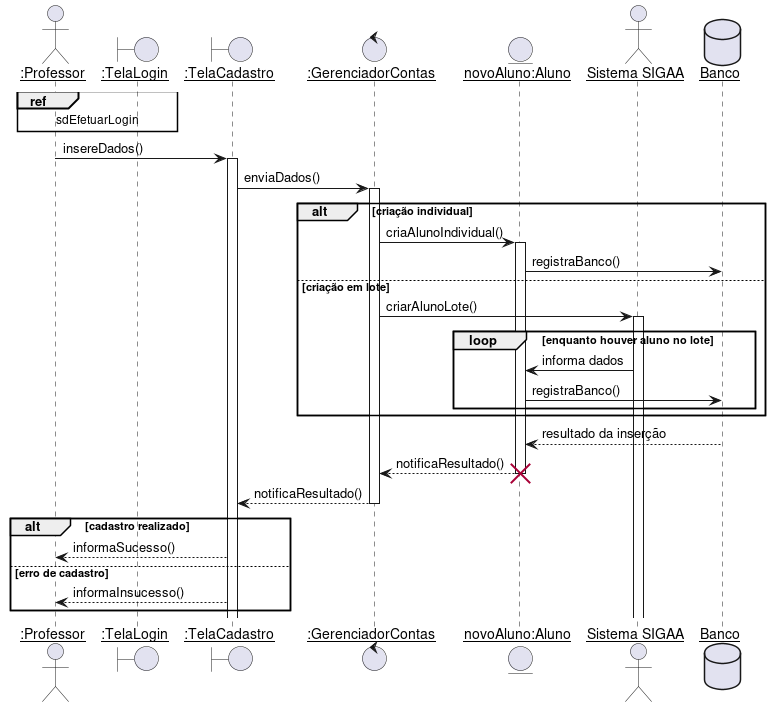 :Professor :TelaLogin :TelaCadastro :GerenciadorContas novoAluno:Aluno Sistema SIGAA Banco
ref
sdEfetuarLogin
insereDados()
enviaDados()
alt [criação individual]
criaAlunoIndividual()
registraBanco()
[criação em lote]
criarAlunoLote()
loop [enquanto houver aluno no lote]
informa dados
registraBanco()
resultado da inserção
notificaResultado()
notificaResultado()
alt [cadastro realizado]
informaSucesso()
[erro de cadastro]
informaInsucesso()
:Professor :TelaLogin :TelaCadastro :GerenciadorContas novoAluno:Aluno Sistema SIGAA Banco